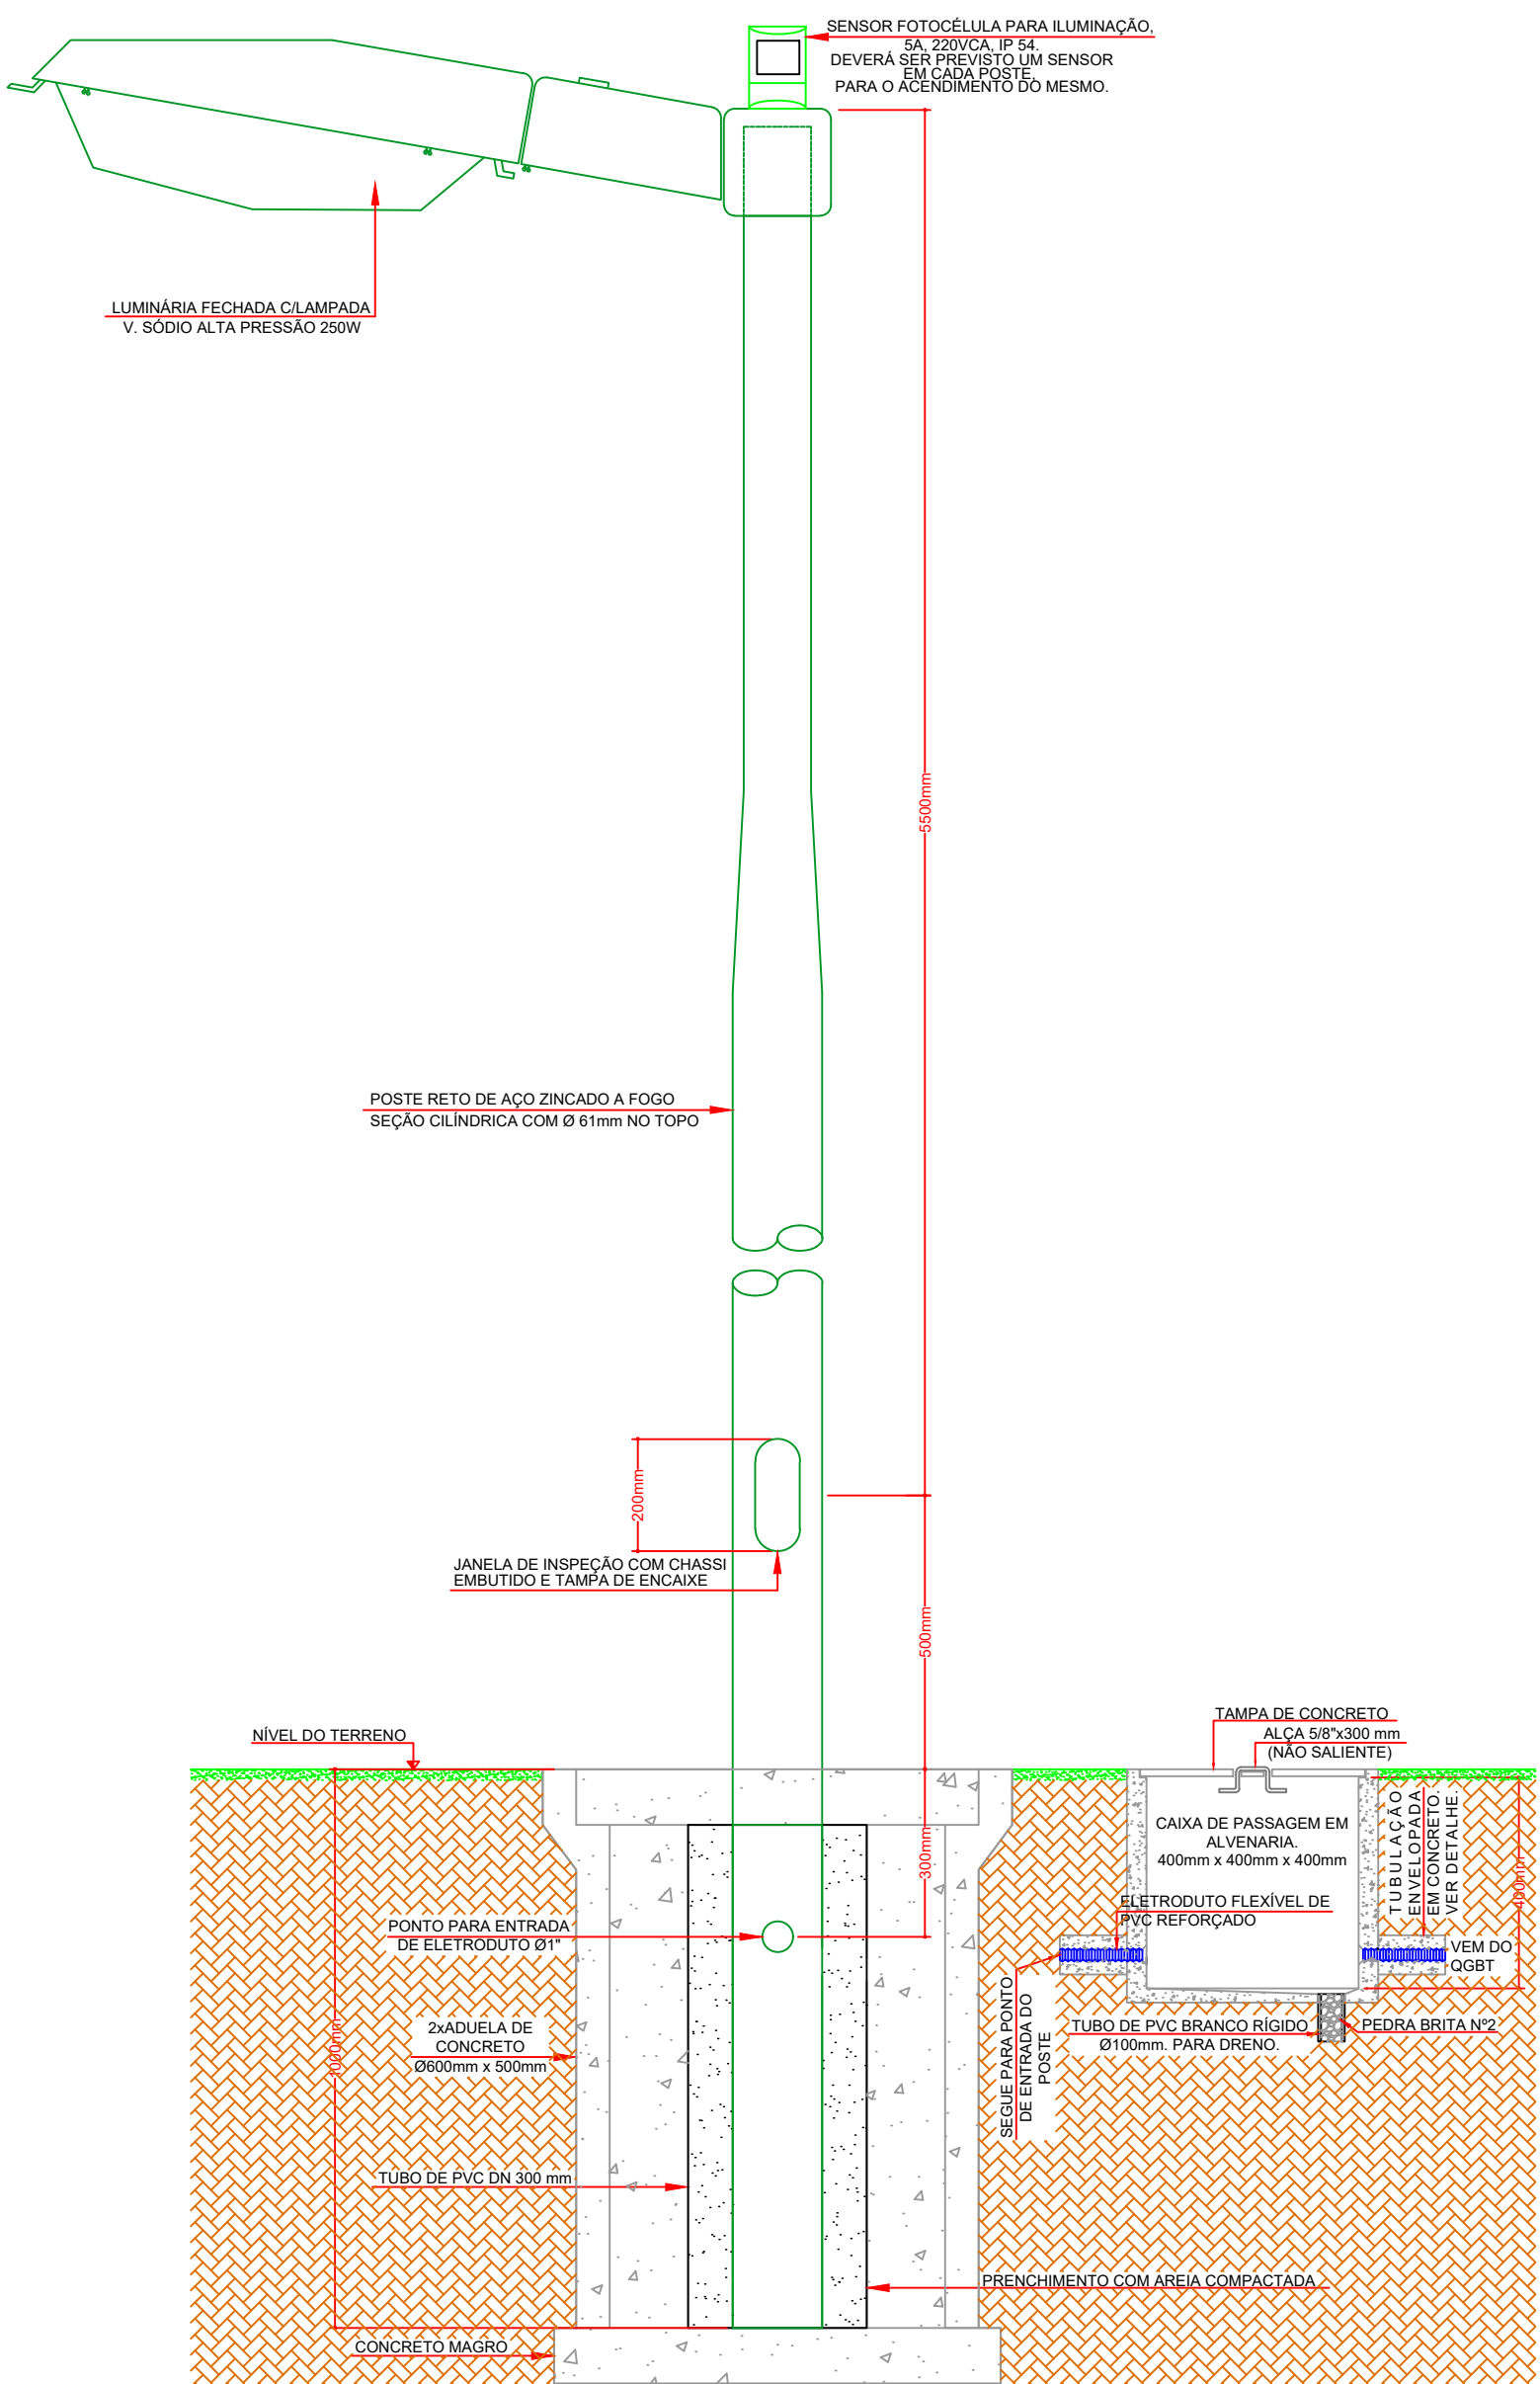 SENSOR FOTOCÉLULA PARA ILUMINAÇÃO,
5A, 220VCA, IP 54.
DEVERÁ SER PREVISTO UM SENSOR
EM CADA POSTE,
PARA O ACENDIMENTO DO MESMO.
LUMINÁRIA FECHADA C/LAMPADA
V. SÓDIO ALTA PRESSÃO 250W
5500mm
POSTE RETO DE AÇO ZINCADO A FOGO
SEÇÃO CILÍNDRICA COM Ø 61mm NO TOPO
200mm
JANELA DE INSPEÇÃO COM CHASSI
EMBUTIDO E TAMPA DE ENCAIXE
500mm
NÍVEL DO TERRENO
TAMPA DE CONCRETO
ALÇA 5/8"x300 mm
(NÃO SALIENTE)
CAIXA DE PASSAGEM EM
ALVENARIA.
400mm x 400mm x 400mm
TUBULAÇÃO
ENVELOPADA
EM CONCRETO.
VER DETALHE.
400mm
300mm
ELETRODUTO FLEXÍVEL DE
PVC REFORÇADO
PONTO PARA ENTRADA
DE ELETRODUTO Ø1"
VEM DO
QGBT
SEGUE PARA PONTO
DE ENTRADA DO
POSTE
TUBO DE PVC BRANCO RÍGIDO
Ø100mm. PARA DRENO.
PEDRA BRITA Nº2
2xADUELA DE
CONCRETO
Ø600mm x 500mm
1000mm
TUBO DE PVC DN 300 mm
PRENCHIMENTO COM AREIA COMPACTADA
CONCRETO MAGRO